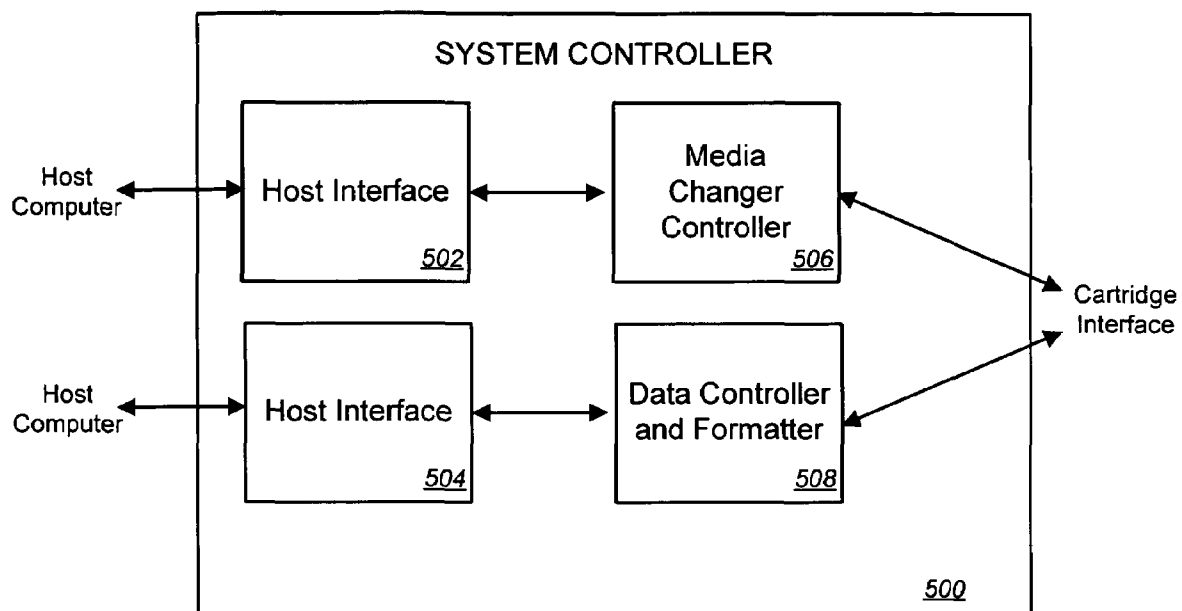 SYSTEM CONTROLLER
Host
Computer
Host Interface
502
Media
Changer
Controller
506
Cartridge
Interface
Host
Computer
Host Interface
504
Data Controller
and Formatter
508
500